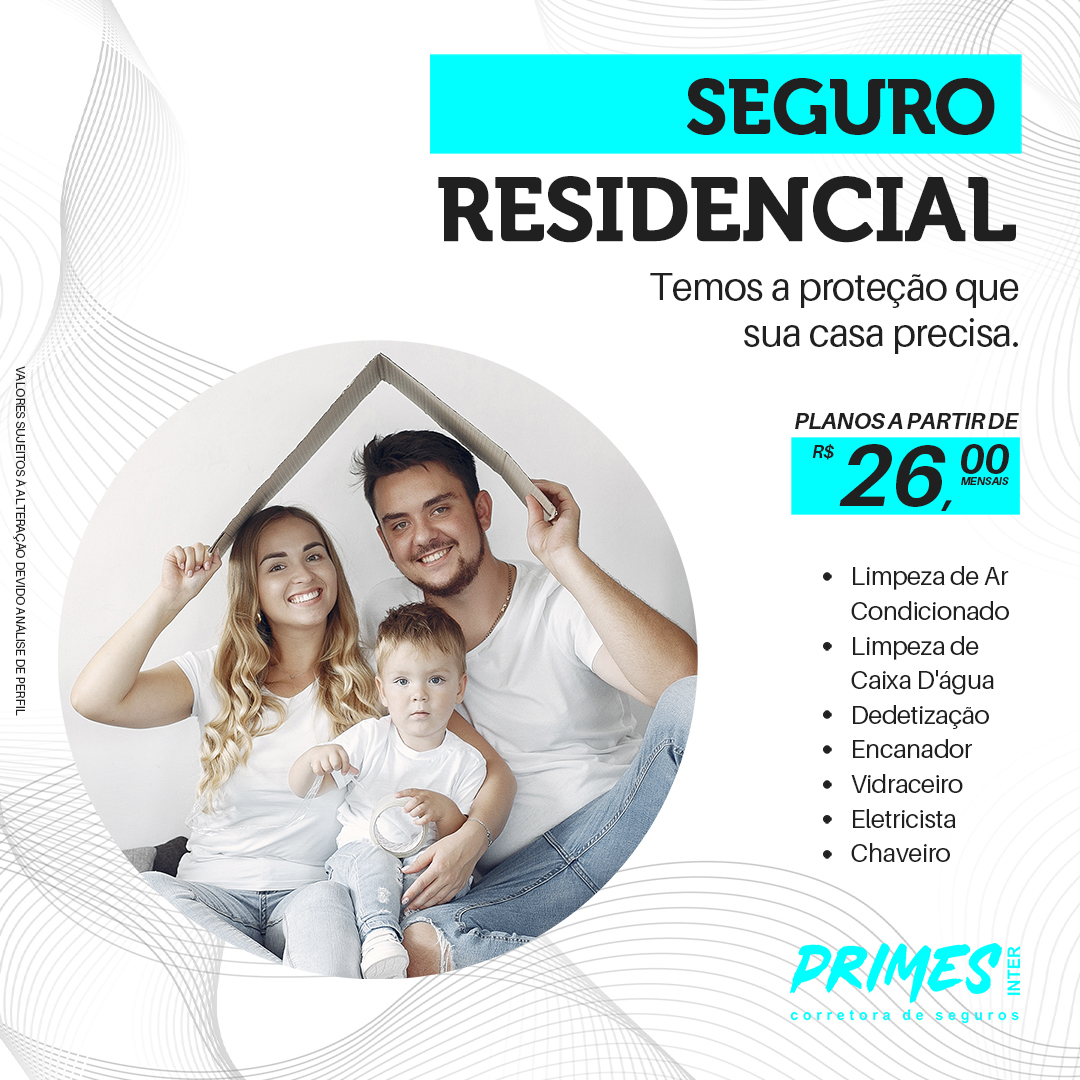 SEGURO
RESIDENCIAL
Temos a proteção que
sua casa precisa.
PLANOS A PARTIR DE
R$ 26,00
MENSAIS
• Limpeza de Ar
Condicionado
• Limpeza de
Caixa D'água
• Dedetização
• Encanador
• Vidraceiro
• Eletricista
• Chaveiro
VALORES SUJEITOS A ALTERAÇÃO DEVIDO ANÁLISE DE PERFIL
PRIMES INTER
corretora de seguros